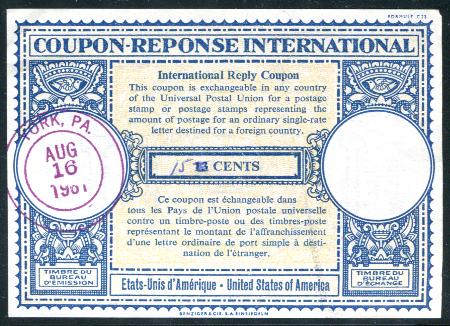 FORMULE C 22
COUPON-REPONSE INTERNATIONAL
International Reply Coupon
This coupon is exchangeable in any country
of the Universal Postal Union for a postage
stamp or postage stamps representing the
amount of postage for an ordinary single-rate
letter destined for a foreign country.
YORK, PA.
AUG
16
1961
15 CENTS
Ce coupon est échangeable dans
tous les Pays de l'Union postale universelle
contre un timbre-poste ou des timbres-poste
représentant le montant de l'affranchissement
d'une lettre ordinaire de port simple à desti-
nation de l'étranger.
TIMBRE DU
BUREAU
D'ÉMISSION
Etats-Unis d'Amérique - United States of America
TIMBRE DU
BUREAU
D'ÉCHANGE
BENZIGER & CIE. S.A. EINSIEDELN